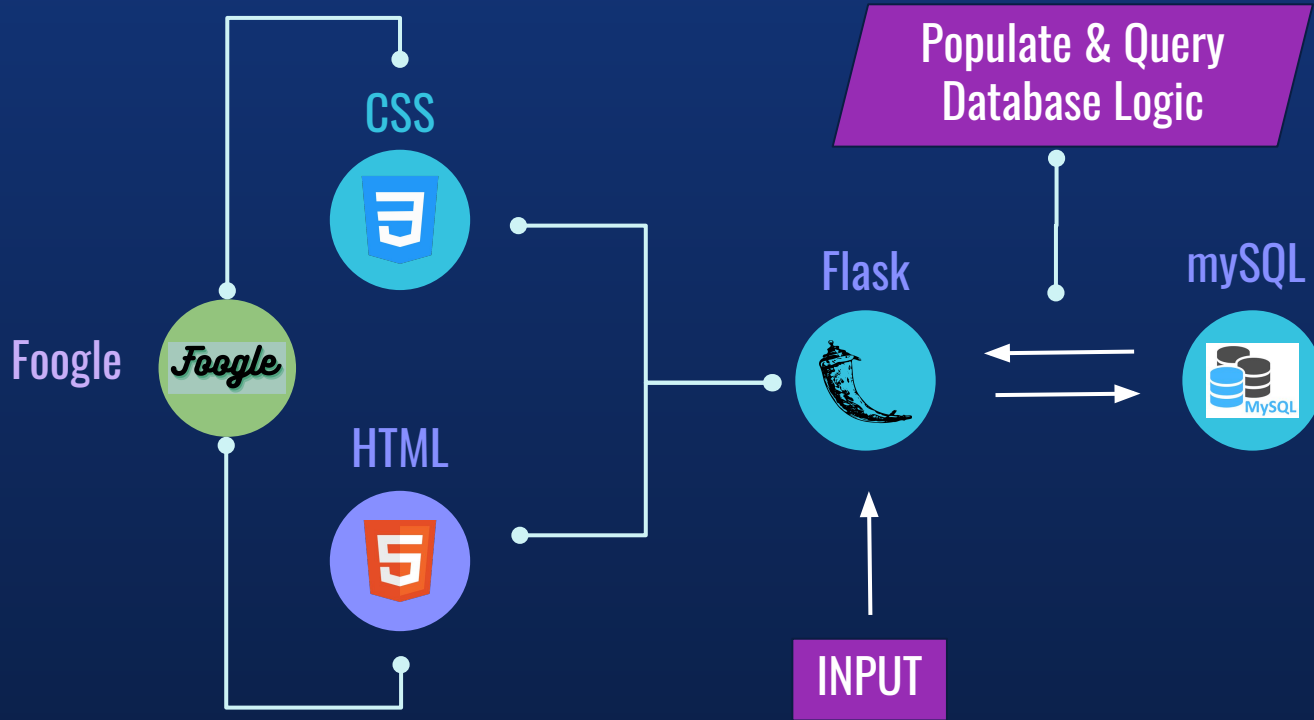 Populate & Query
Database Logic
CSS
Flask
mySQL
Foogle
Foogle
MySQL
HTML
INPUT